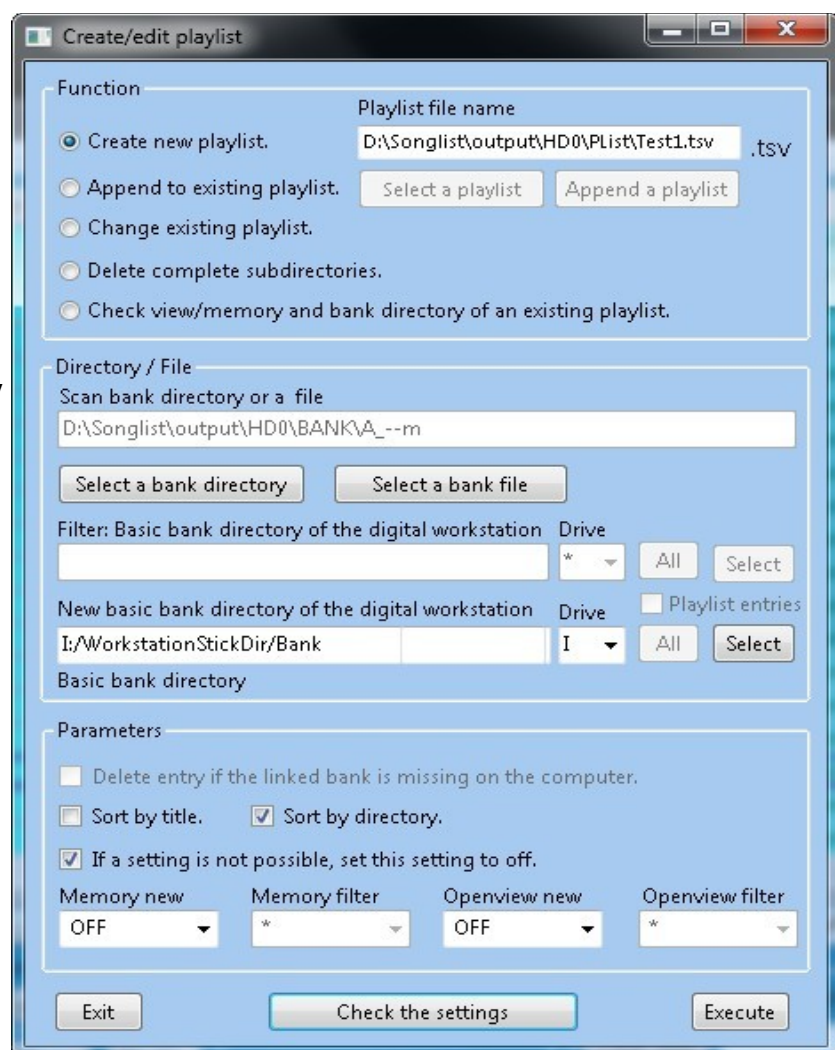 Create/edit playlist
Function
Playlist file name
Create new playlist. D:\Songlist\output\HD0\PList\Test1.tsv .tsv
Append to existing playlist. Select a playlist Append a playlist
Change existing playlist.
Delete complete subdirectories.
Check view/memory and bank directory of an existing playlist.
Directory / File
Scan bank directory or a file
D:\Songlist\output\HD0\BANK\A_--m
Select a bank directory Select a bank file
Filter: Basic bank directory of the digital workstation Drive
* All Select
New basic bank directory of the digital workstation Drive Playlist entries
I:/WorkstationStickDir/Bank I All Select
Basic bank directory
Parameters
Delete entry if the linked bank is missing on the computer.
Sort by title. Sort by directory.
If a setting is not possible, set this setting to off.
Memory new Memory filter Openview new Openview filter
OFF * OFF *
Exit Check the settings Execute